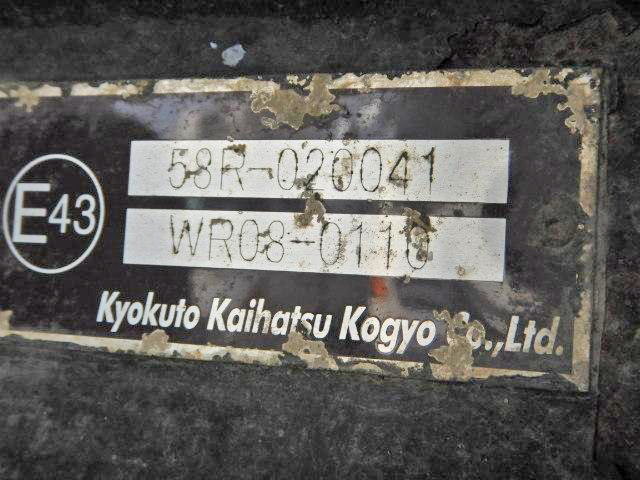 E43
58R-020041
WR08-0110
Kyokuto Kaihatsu Kogyo Co.,Ltd.